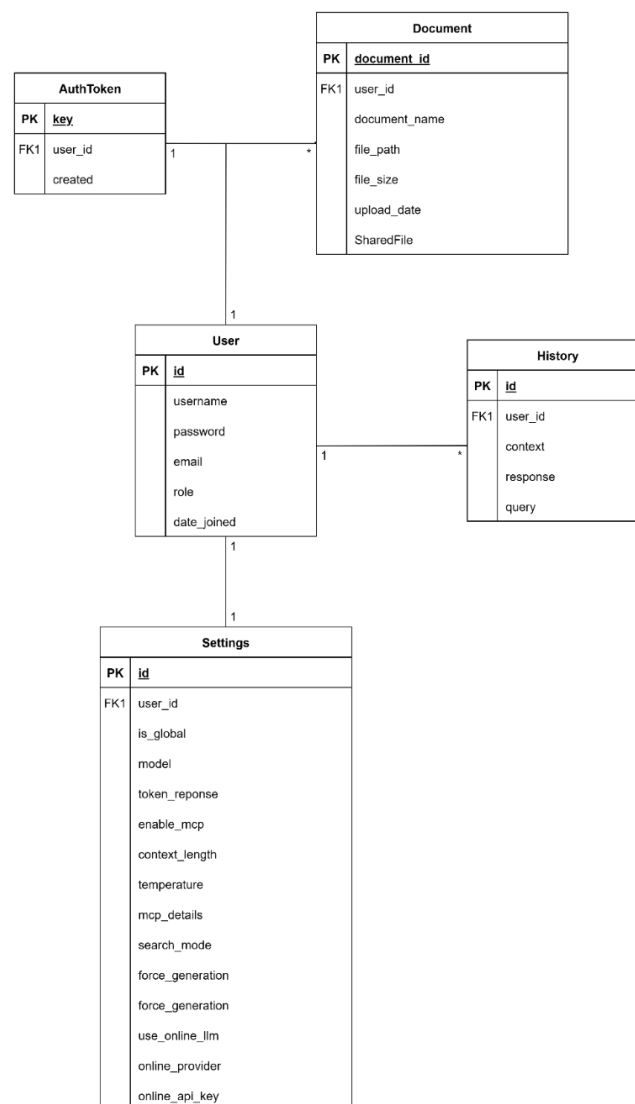 Document
PK document_id
FK1 user_id
document_name
file_path
file_size
upload_date
SharedFile
AuthToken
PK key
FK1 user_id
created
1
*
1
User
PK id
username
password
email
role
date_joined
1
*
History
PK id
FK1 user_id
context
response
query
1
1
Settings
PK id
FK1 user_id
is_global
model
token_reponse
enable_mcp
context_length
temperature
mcp_details
search_mode
force_generation
force_generation
use_online_llm
online_provider
online_api_key